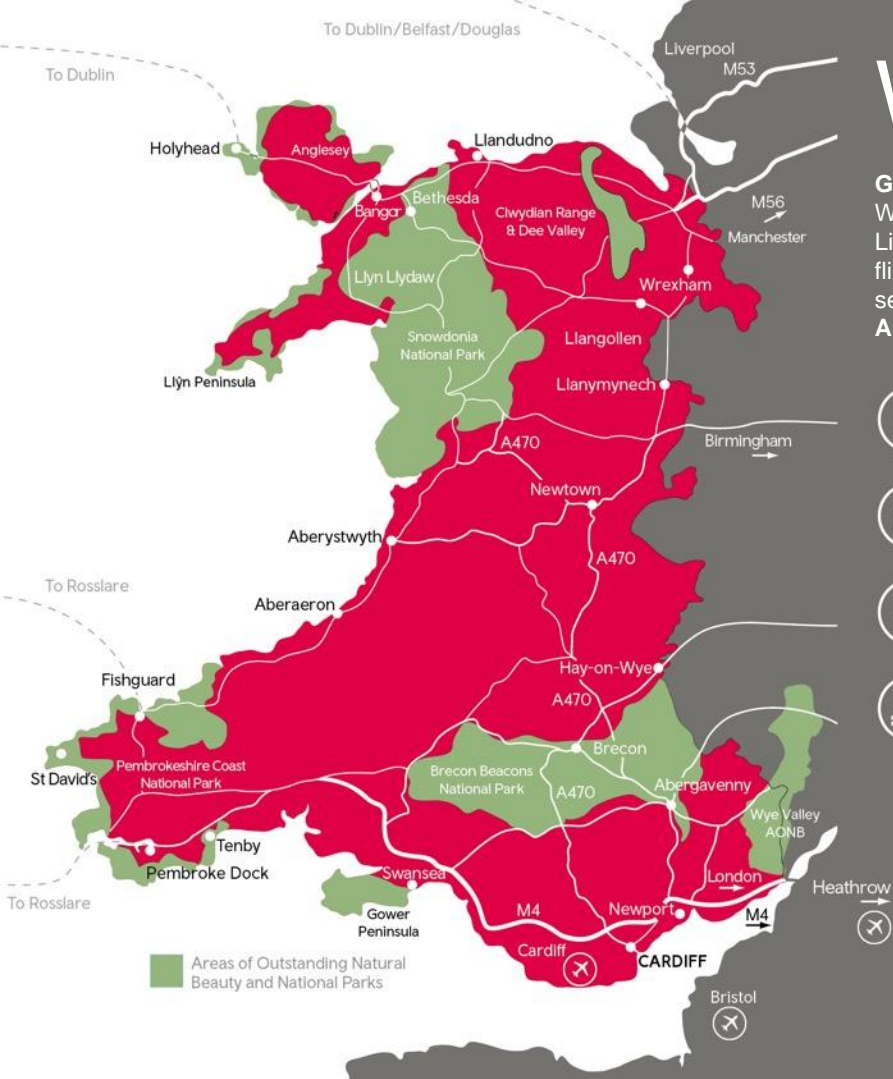 To Dublin/Belfast/Douglas
To Dublin
Liverpool
M53
Holyhead
Anglesey
Llandudno
Bangor
Bethesda
Clwydian Range
& Dee Valley
M56
Manchester
Llyn Llydaw
Wrexham
Snowdonia
National Park
Llangollen
Llŷn Peninsula
Llanymynech
A470
Birmingham
Newtown
Aberystwyth
A470
To Rosslare
Aberaeron
Hay-on-Wye
Fishguard
A470
Brecon
St David's
Pembrokeshire Coast
National Park
Brecon Beacons
National Park
A470
Abergavenny
Wye Valley
AONB
Tenby
Pembroke Dock
Swansea
London
Heathrow
To Rosslare
Gower
Peninsula
M4
Newport
M4
Cardiff
CARDIFF
Areas of Outstanding Natural
Beauty and National Parks
Bristol